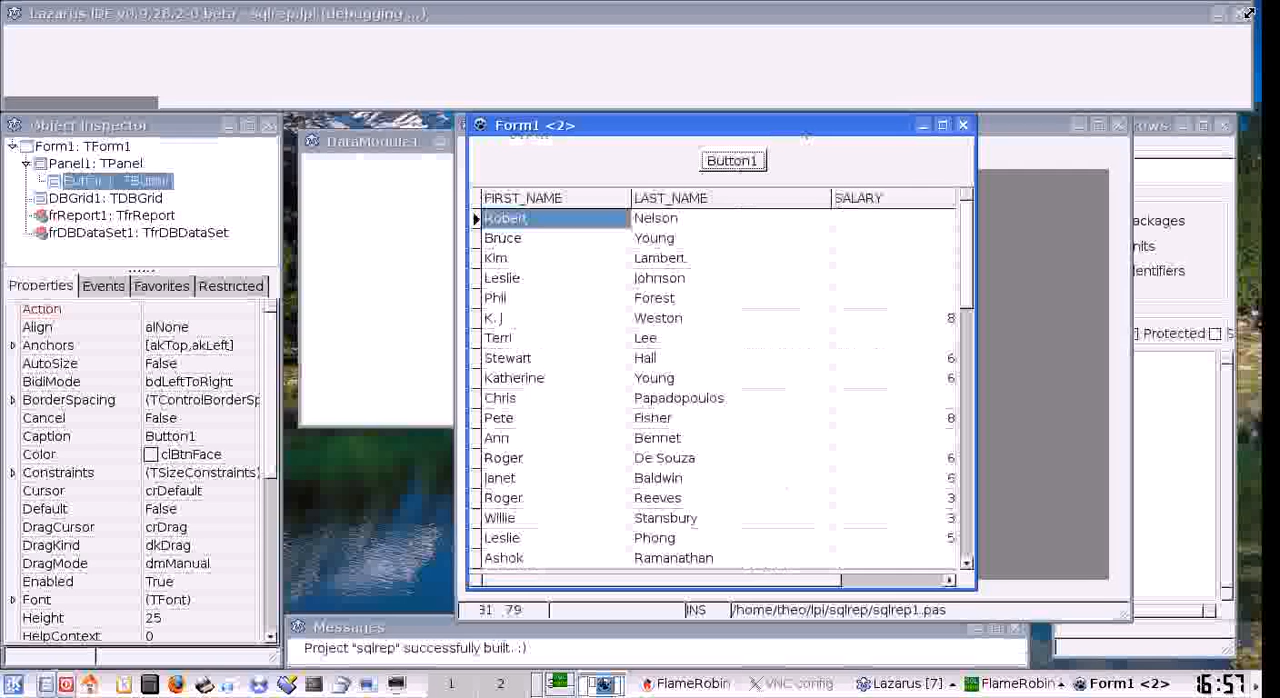 Lazarus IDE v0.9.28.2-0 beta - sqlrep.lpi (debugging ...)
Object Inspector
Form1: TForm1
Panel1: TPanel
Button1: TButton
DBGrid1: TDBGrid
frReport1: TfrReport
frDBDataSet1: TfrDBDataSet
Properties Events Favorites Restricted
Action
Align alNone
Anchors [akTop,akLeft]
AutoSize False
BidiMode bdLeftToRight
BorderSpacing (TControlBorderSp
Cancel False
Caption Button1
Color clBtnFace
Constraints (TSizeConstraints)
Cursor crDefault
Default False
DragCursor crDrag
DragKind dkDrag
DragMode dmManual
Enabled True
Font (TFont)
Height 25
HelpContext 0
DataModule1
Form1 <2>
Button1
FIRST_NAME LAST_NAME SALARY
Robert Nelson
Bruce Young
Kim Lambert
Leslie Johnson
Phil Forest
K. J Weston 8
Terri Lee
Stewart Hall 6
Katherine Young 6
Chris Papadopoulos
Pete Fisher 8
Ann Bennet
Roger De Souza 6
Janet Baldwin 6
Roger Reeves 3
Willie Stansbury 3
Leslie Phong 5
Ashok Ramanathan
31 79 INS /home/theo/lpi/sqlrep/sqlrep1.pas
ackages
nits
dentifiers
Protected
Messages
Project "sqlrep" successfully built. :)
1 2 FlameRobin VNC config Lazarus [7] FlameRobin Form1 <2> 16:57